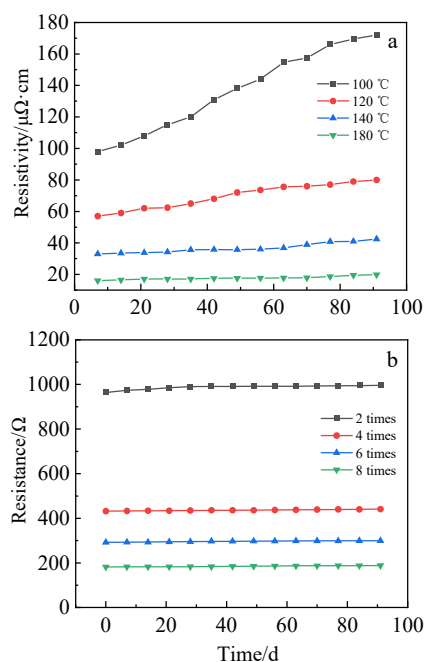 a
180
160
140
120
100
80
60
40
20
Resistivity/μΩ·cm
100 ℃
120 ℃
140 ℃
180 ℃
0 20 40 60 80 100
b
1200
1000
800
600
400
200
0
Resistance/Ω
2 times
4 times
6 times
8 times
0 20 40 60 80 100
Time/d